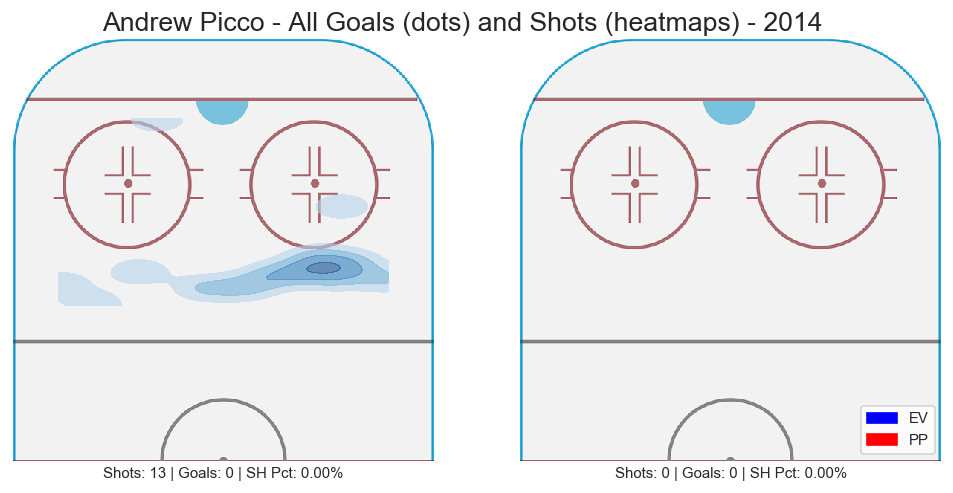 Andrew Picco - All Goals (dots) and Shots (heatmaps) - 2014
EV
PP
Shots: 13 | Goals: 0 | SH Pct: 0.00%
Shots: 0 | Goals: 0 | SH Pct: 0.00%